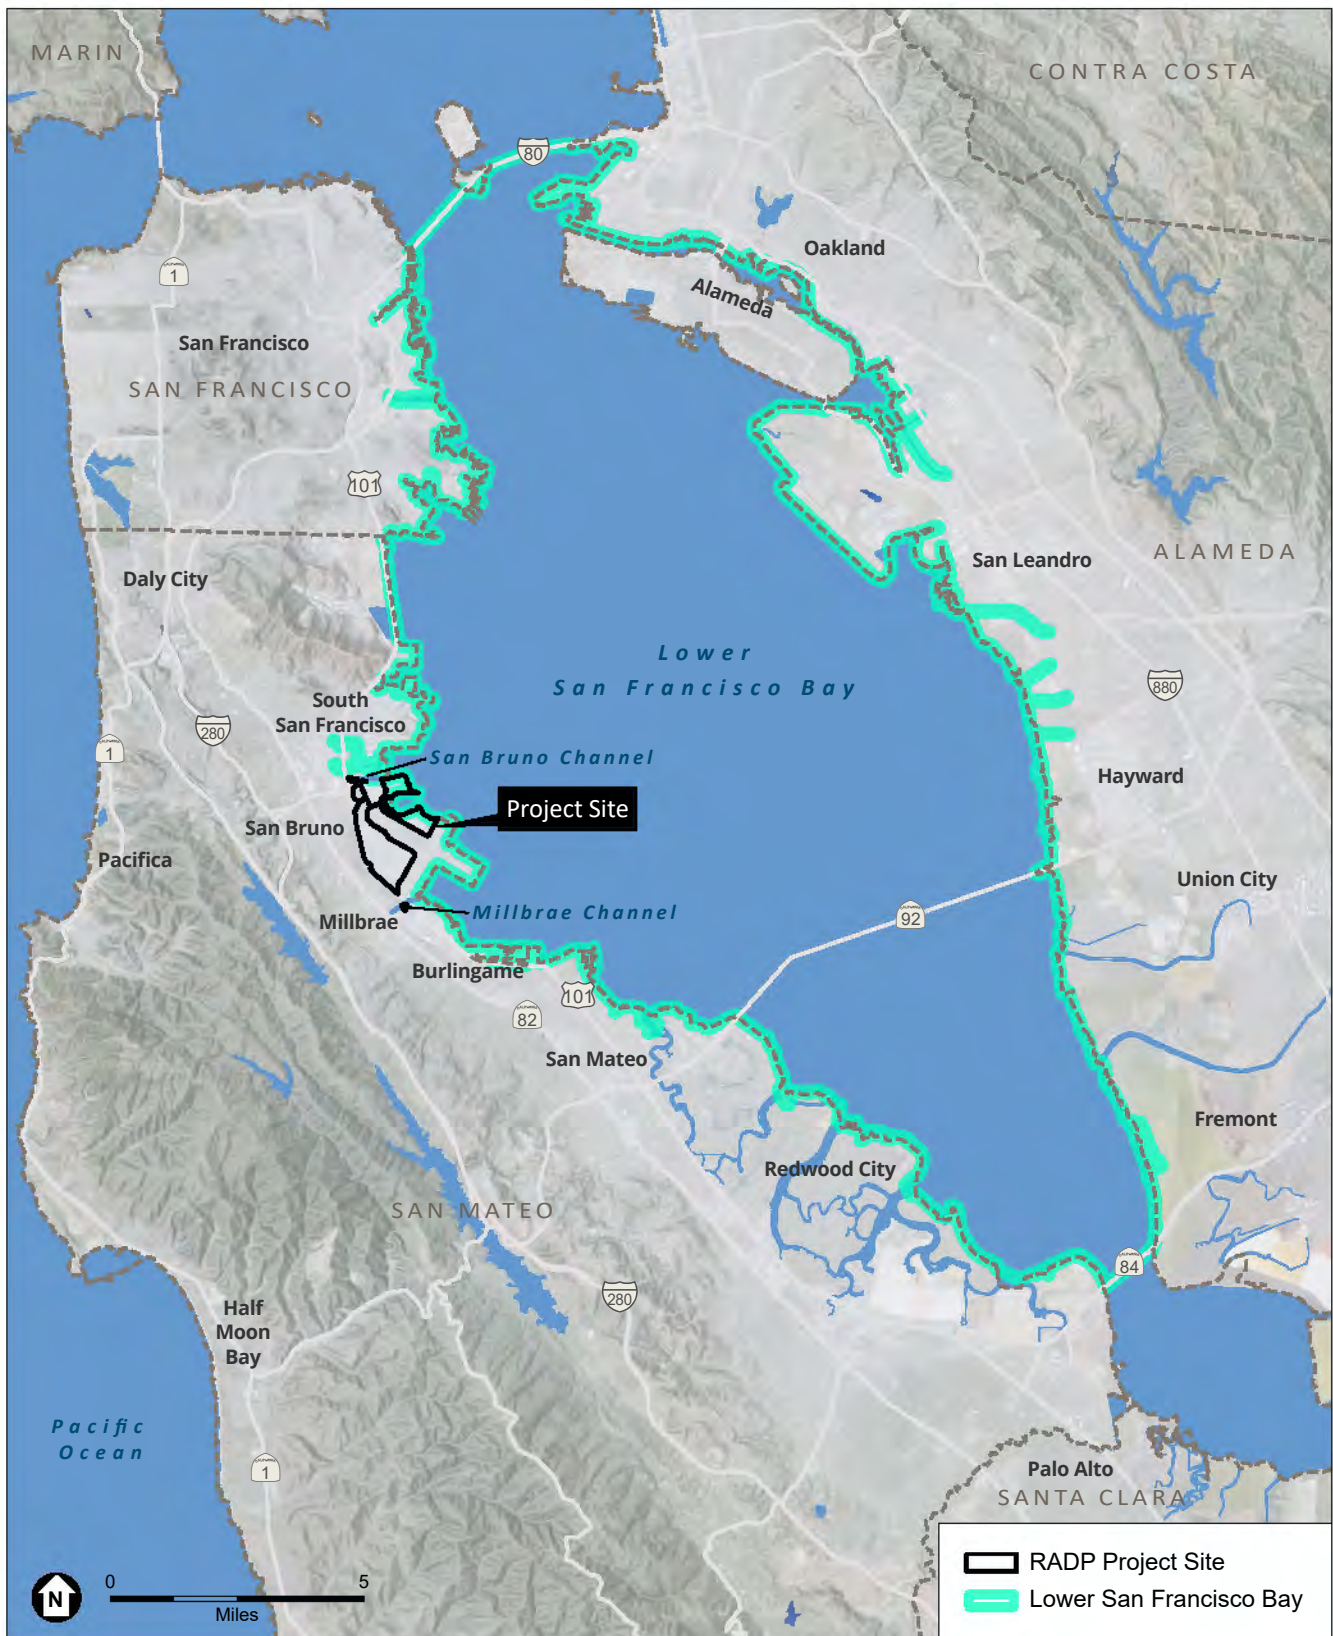 MARIN
CONTRA COSTA
80
Oakland
1
Alameda
San Francisco
SAN FRANCISCO
101
San Leandro
ALAMEDA
Daly City
Lower
San Francisco Bay
880
South
San Francisco
280
1
San Bruno Channel
Hayward
Project Site
San Bruno
Pacifica
Union City
Millbrae
Millbrae Channel
92
Burlingame
101
82
San Mateo
Fremont
Redwood City
SAN MATEO
84
280
Half
Moon
Bay
Pacific
Ocean
1
Palo Alto
SANTA CLARA
RADP Project Site
Lower San Francisco Bay
N
0 5
Miles